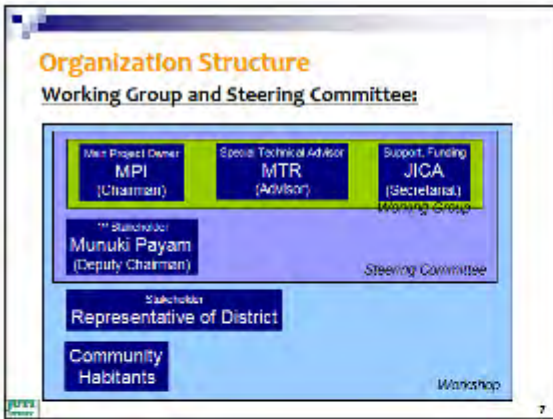 Organization Structure
Working Group and Steering Committee:
Main Project Owner
MPI
(Chairman)
Special Technical Advisor
MTR
(Advisor)
Support, Funding
JICA
(Secretariat)
Working Group
Stakeholder
Munuki Payam
(Deputy Chairman)
Steering Committee
Stakeholder
Representative of District
Community
Habitants
Workshop
7